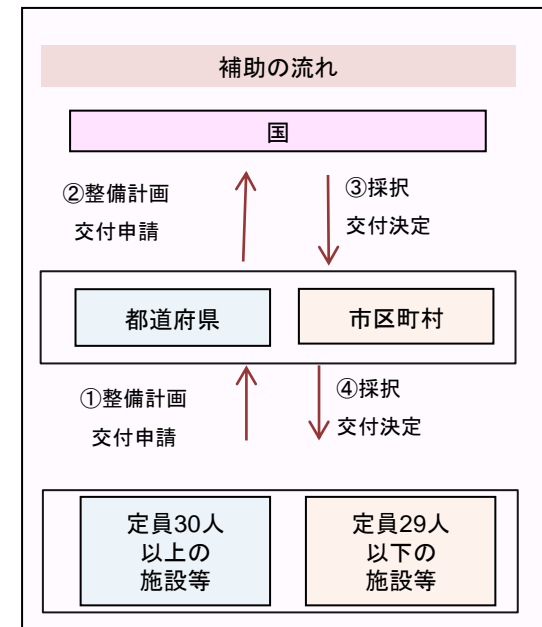 補助の流れ
国
②整備計画
交付申請
③採択
交付決定
都道府県
市区町村
①整備計画
交付申請
④採択
交付決定
定員30人
以上の
施設等
定員29人
以下の
施設等